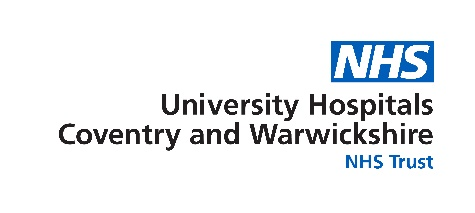 NHS
University Hospitals
Coventry and Warwickshire
NHS Trust